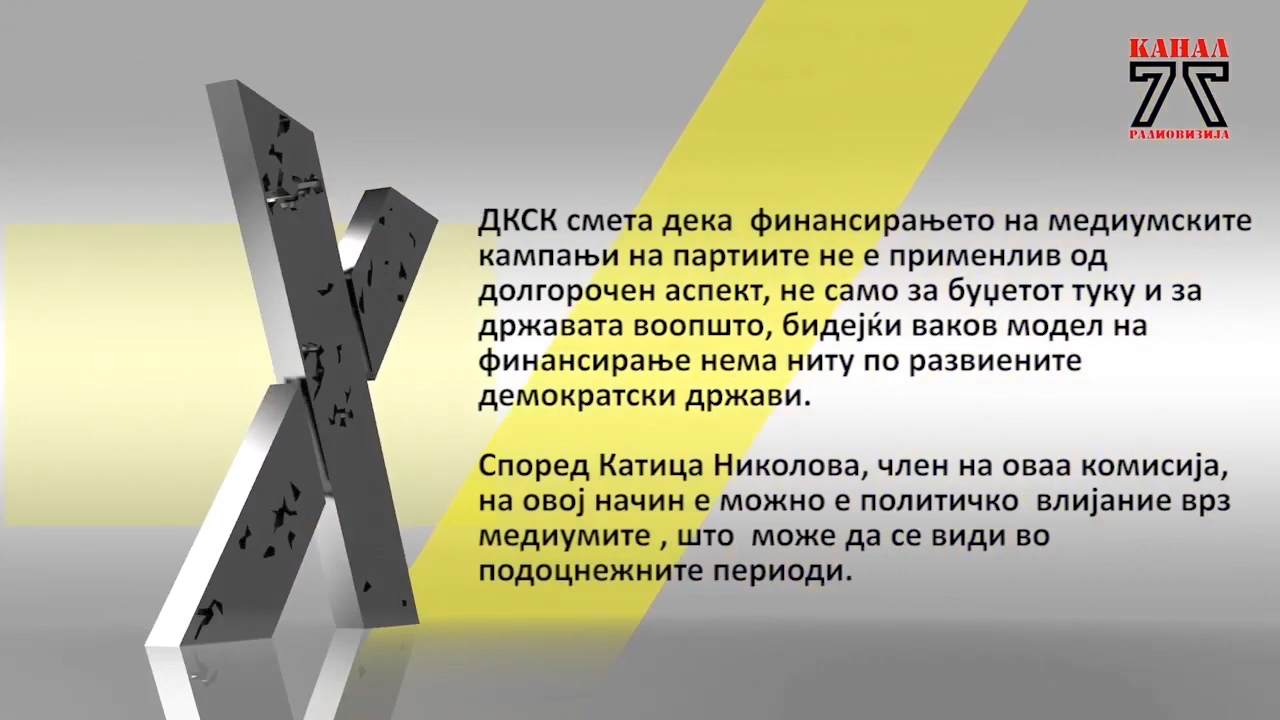 КАНАЛ
77
РАДИОВИЗИЈА
ДКСК смета дека  финансирањето на медиумските
кампањи на партиите не е применлив од
долгорочен аспект, не само за буџетот туку и за
државата воопшто, бидејќи ваков модел на
финансирање нема ниту по развиените
демократски држави.
Според Катица Николова, член на оваа комисија,
на овој начин е можно е политичко  влијание врз
медиумите , што  може да се види во
подоцнежните периоди.